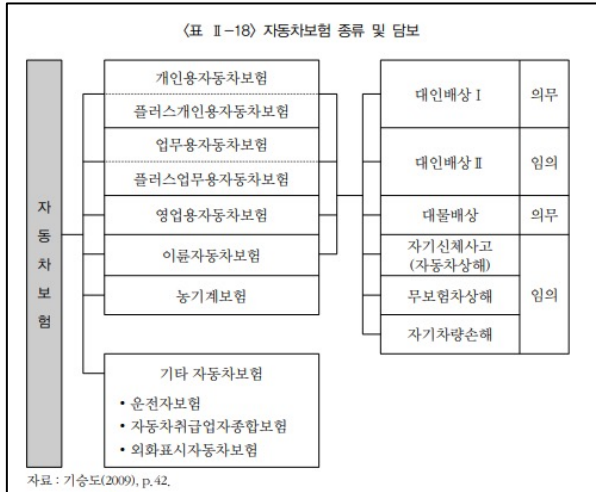 〈표 Ⅱ-18〉 자동차보험 종류 및 담보
자동차보험
개인용자동차보험
플러스개인용자동차보험
업무용자동차보험
플러스업무용자동차보험
영업용자동차보험
이륜자동차보험
농기계보험
기타 자동차보험
• 운전자보험
• 자동차취급업자종합보험
• 외화표시자동차보험
대인배상 Ⅰ 의무
대인배상 Ⅱ 임의
대물배상 의무
자기신체사고
(자동차상해)
무보험차상해 임의
자기차량손해
자료 : 기승도(2009), p.42.